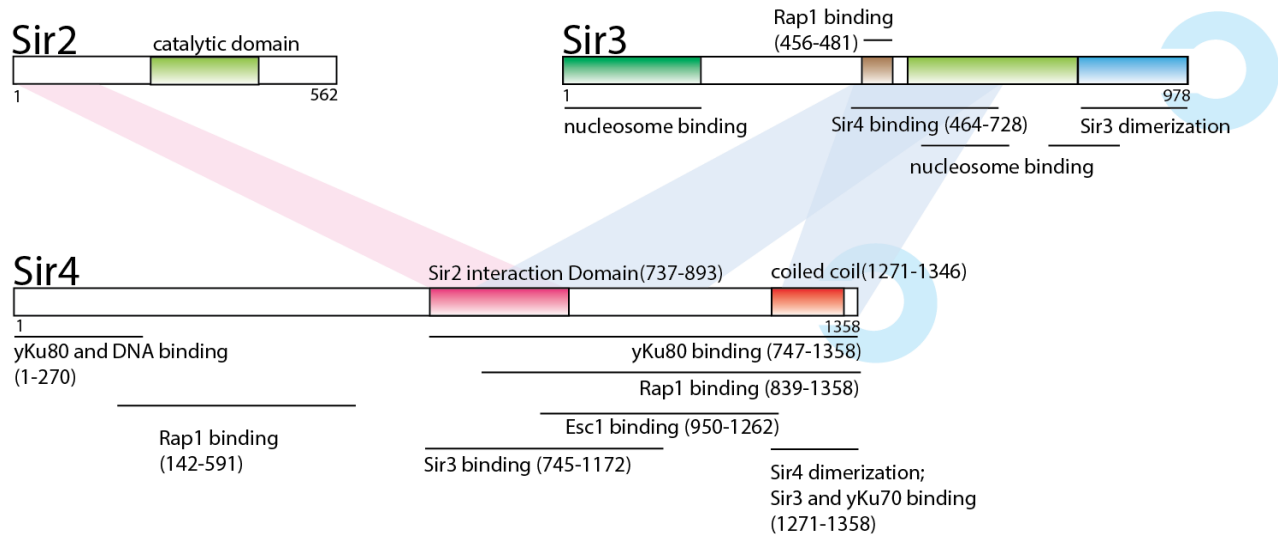 Sir2
catalytic domain
1
562
Sir3
Rap1 binding
(456-481)
1
978
nucleosome binding
Sir4 binding (464-728)
Sir3 dimerization
nucleosome binding
Sir4
Sir2 interaction Domain(737-893)
coiled coil(1271-1346)
1
1358
yKu80 and DNA binding
(1-270)
yKu80 binding (747-1358)
Rap1 binding (839-1358)
Rap1 binding
(142-591)
Esc1 binding (950-1262)
Sir3 binding (745-1172)
Sir4 dimerization;
Sir3 and yKu70 binding
(1271-1358)